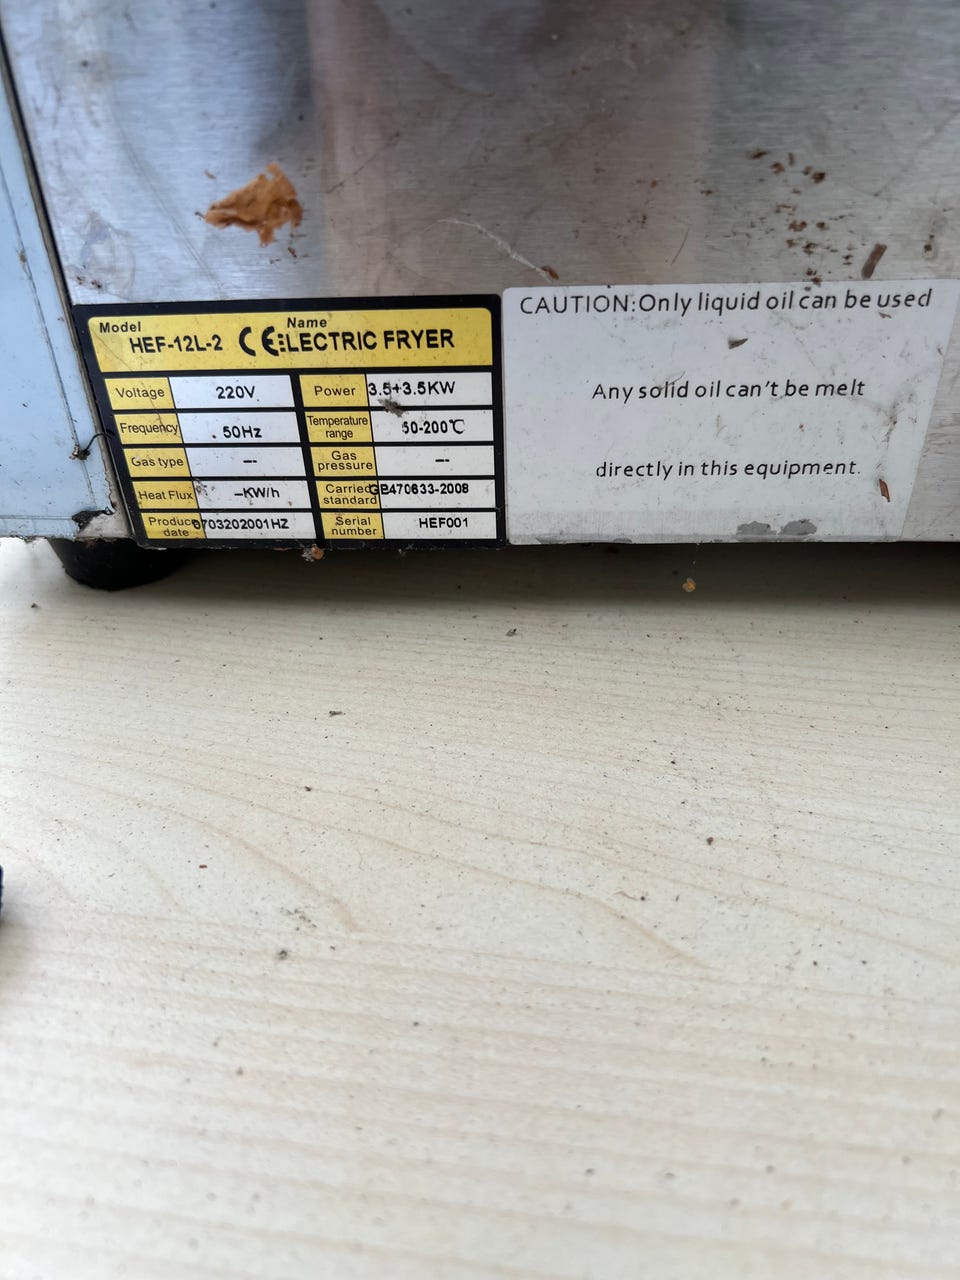 Model
Name
HEF-12L-2 CE ELECTRIC FRYER
Voltage 220V Power 3.5+3.5KW
Frequency 50Hz Temperature range 50-200℃
Gas type --- Gas pressure ---
Heat Flux —KW/h Carried standard GB470633-2008
Produce date 0703202001HZ Serial number HEF001
CAUTION:Only liquid oil can be used
Any solid oil can't be melt
directly in this equipment.